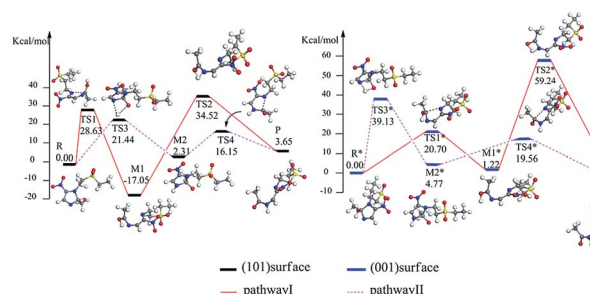 Kcal/mol
40
30
20
10
0
-10
-20
R
0.00
TS1
28.63
TS3
21.44
M1
-17.05
M2
2.31
TS2
34.52
TS4
16.15
P
3.65
Kcal/mol
60
50
40
30
20
10
0
R*
0.00
TS3*
39.13
TS1*
20.70
M2*
4.77
M1*
1.22
TS2*
59.24
TS4*
19.56
(101)surface
(001)surface
pathwayI
pathwayII